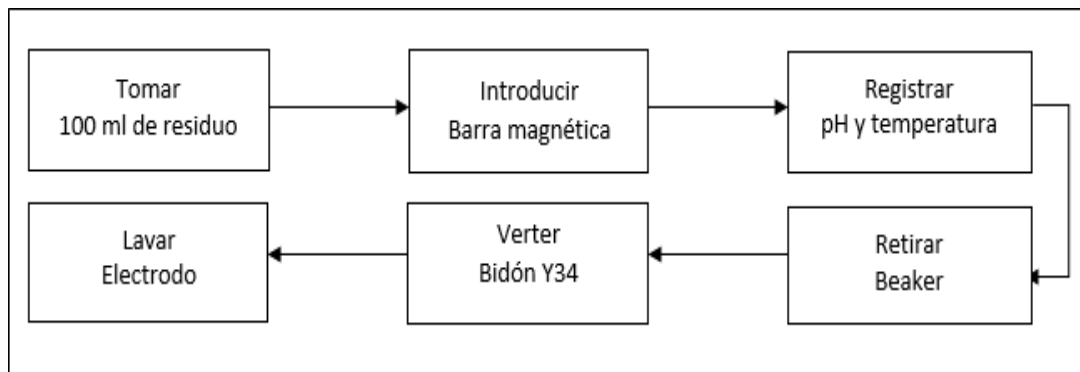 Tomar
100 ml de residuo
Introducir
Barra magnética
Registrar
pH y temperatura
Retirar
Beaker
Verter
Bidón Y34
Lavar
Electrodo